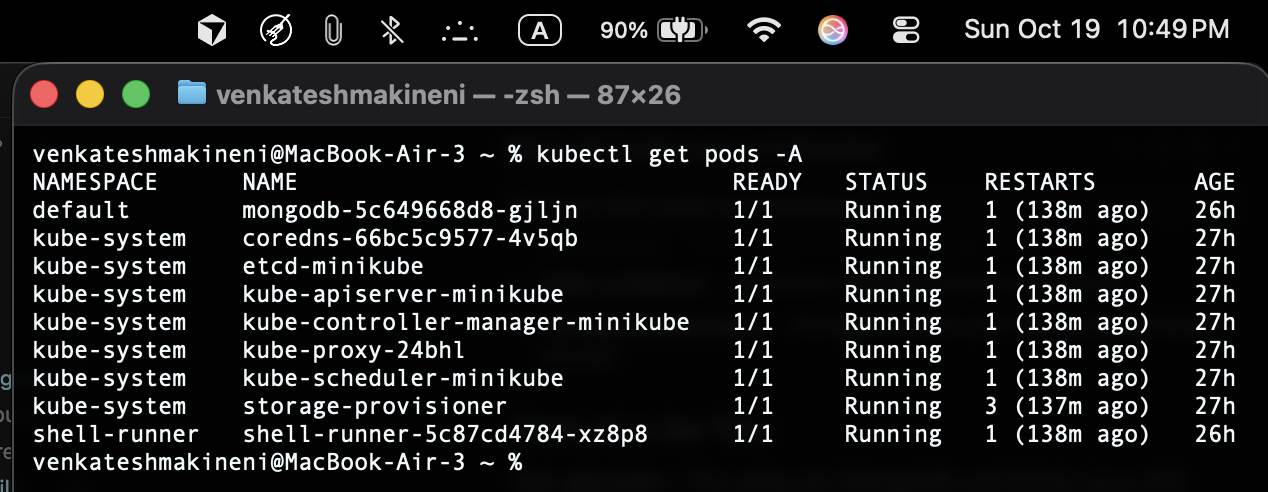 A 90% Sun Oct 19 10:49 PM
venkateshmakineni — -zsh — 87×26
venkateshmakineni@MacBook-Air-3 ~ % kubectl get pods -A
NAMESPACE NAME READY STATUS RESTARTS AGE
default mongodb-5c649668d8-gjljn 1/1 Running 1 (138m ago) 26h
kube-system coredns-66bc5c9577-4v5qb 1/1 Running 1 (138m ago) 27h
kube-system etcd-minikube 1/1 Running 1 (138m ago) 27h
kube-system kube-apiserver-minikube 1/1 Running 1 (138m ago) 27h
kube-system kube-controller-manager-minikube 1/1 Running 1 (138m ago) 27h
kube-system kube-proxy-24bhl 1/1 Running 1 (138m ago) 27h
kube-system kube-scheduler-minikube 1/1 Running 1 (138m ago) 27h
kube-system storage-provisioner 1/1 Running 3 (137m ago) 27h
shell-runner shell-runner-5c87cd4784-xz8p8 1/1 Running 1 (138m ago) 26h
venkateshmakineni@MacBook-Air-3 ~ %